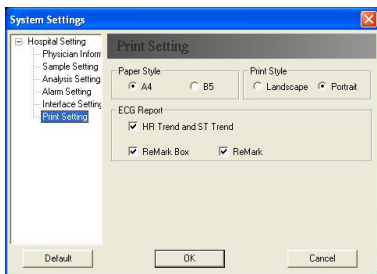 System Settings
Hospital Setting
Physician Inform
Sample Setting
Analysis Setting
Alarm Setting
Interface Setting
Print Setting
Print Setting
Paper Style
A4 B5
Print Style
Landscape Portrait
ECG Report
HR Trend and ST Trend
ReMark Box ReMark
Default OK Cancel